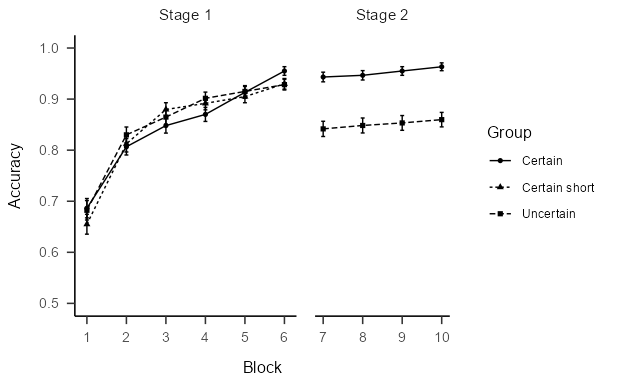 Stage 1 Stage 2
1.0
0.9
0.8
0.7
0.6
0.5
Accuracy
1 2 3 4 5 6 7 8 9 10
Block
Group
Certain
Certain short
Uncertain